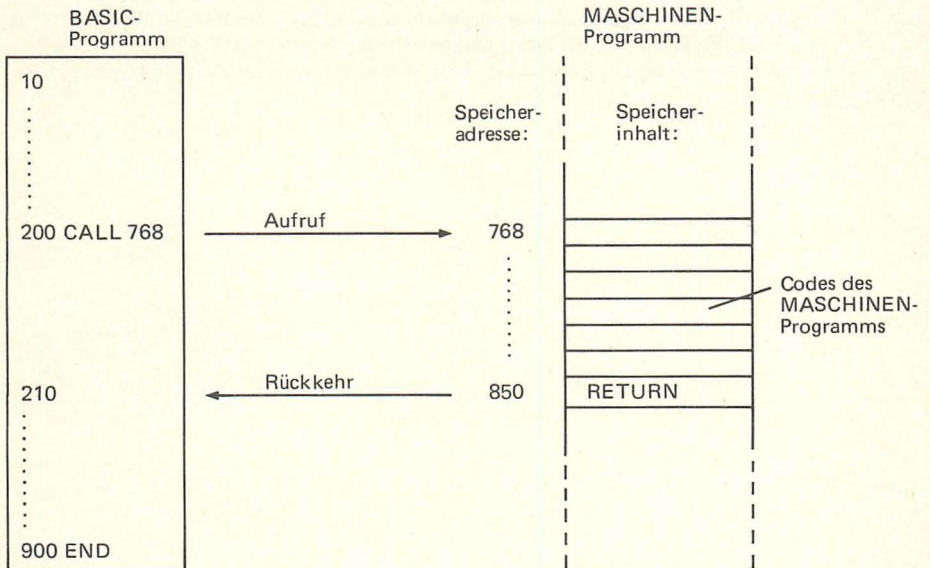 BASIC-
Programm
MASCHINEN-
Programm
10
Speicher-
adresse:
Speicher-
inhalt:
200 CALL 768
Aufruf
768
Codes des
MASCHINEN-
Programms
210
Rückkehr
850
RETURN
900 END